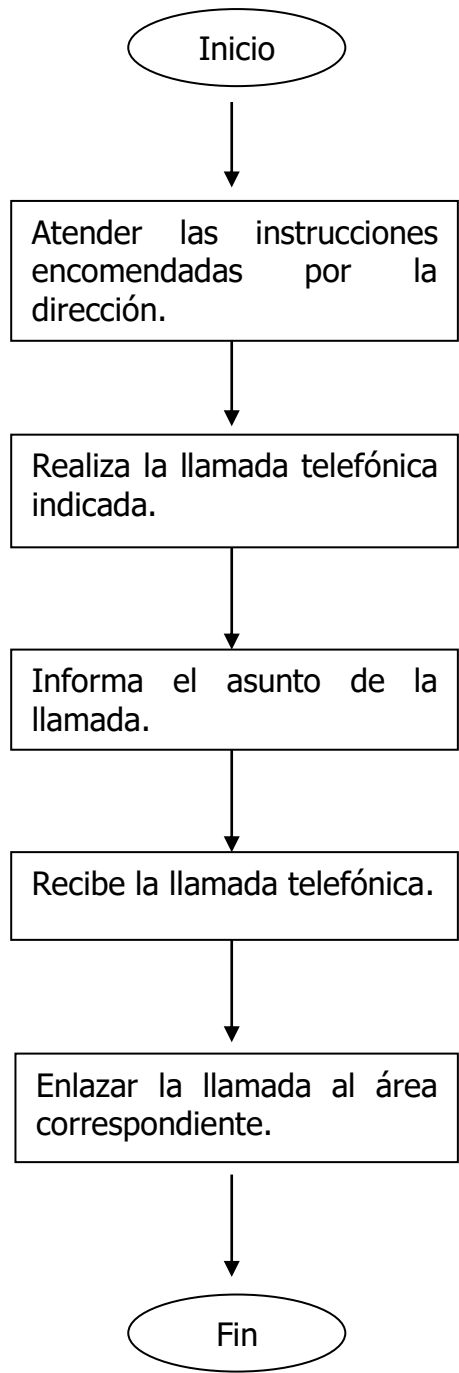 Inicio
Atender las instrucciones
encomendadas por la
dirección.
Realiza la llamada telefónica
indicada.
Informa el asunto de la
llamada.
Recibe la llamada telefónica.
Enlazar la llamada al área
correspondiente.
Fin